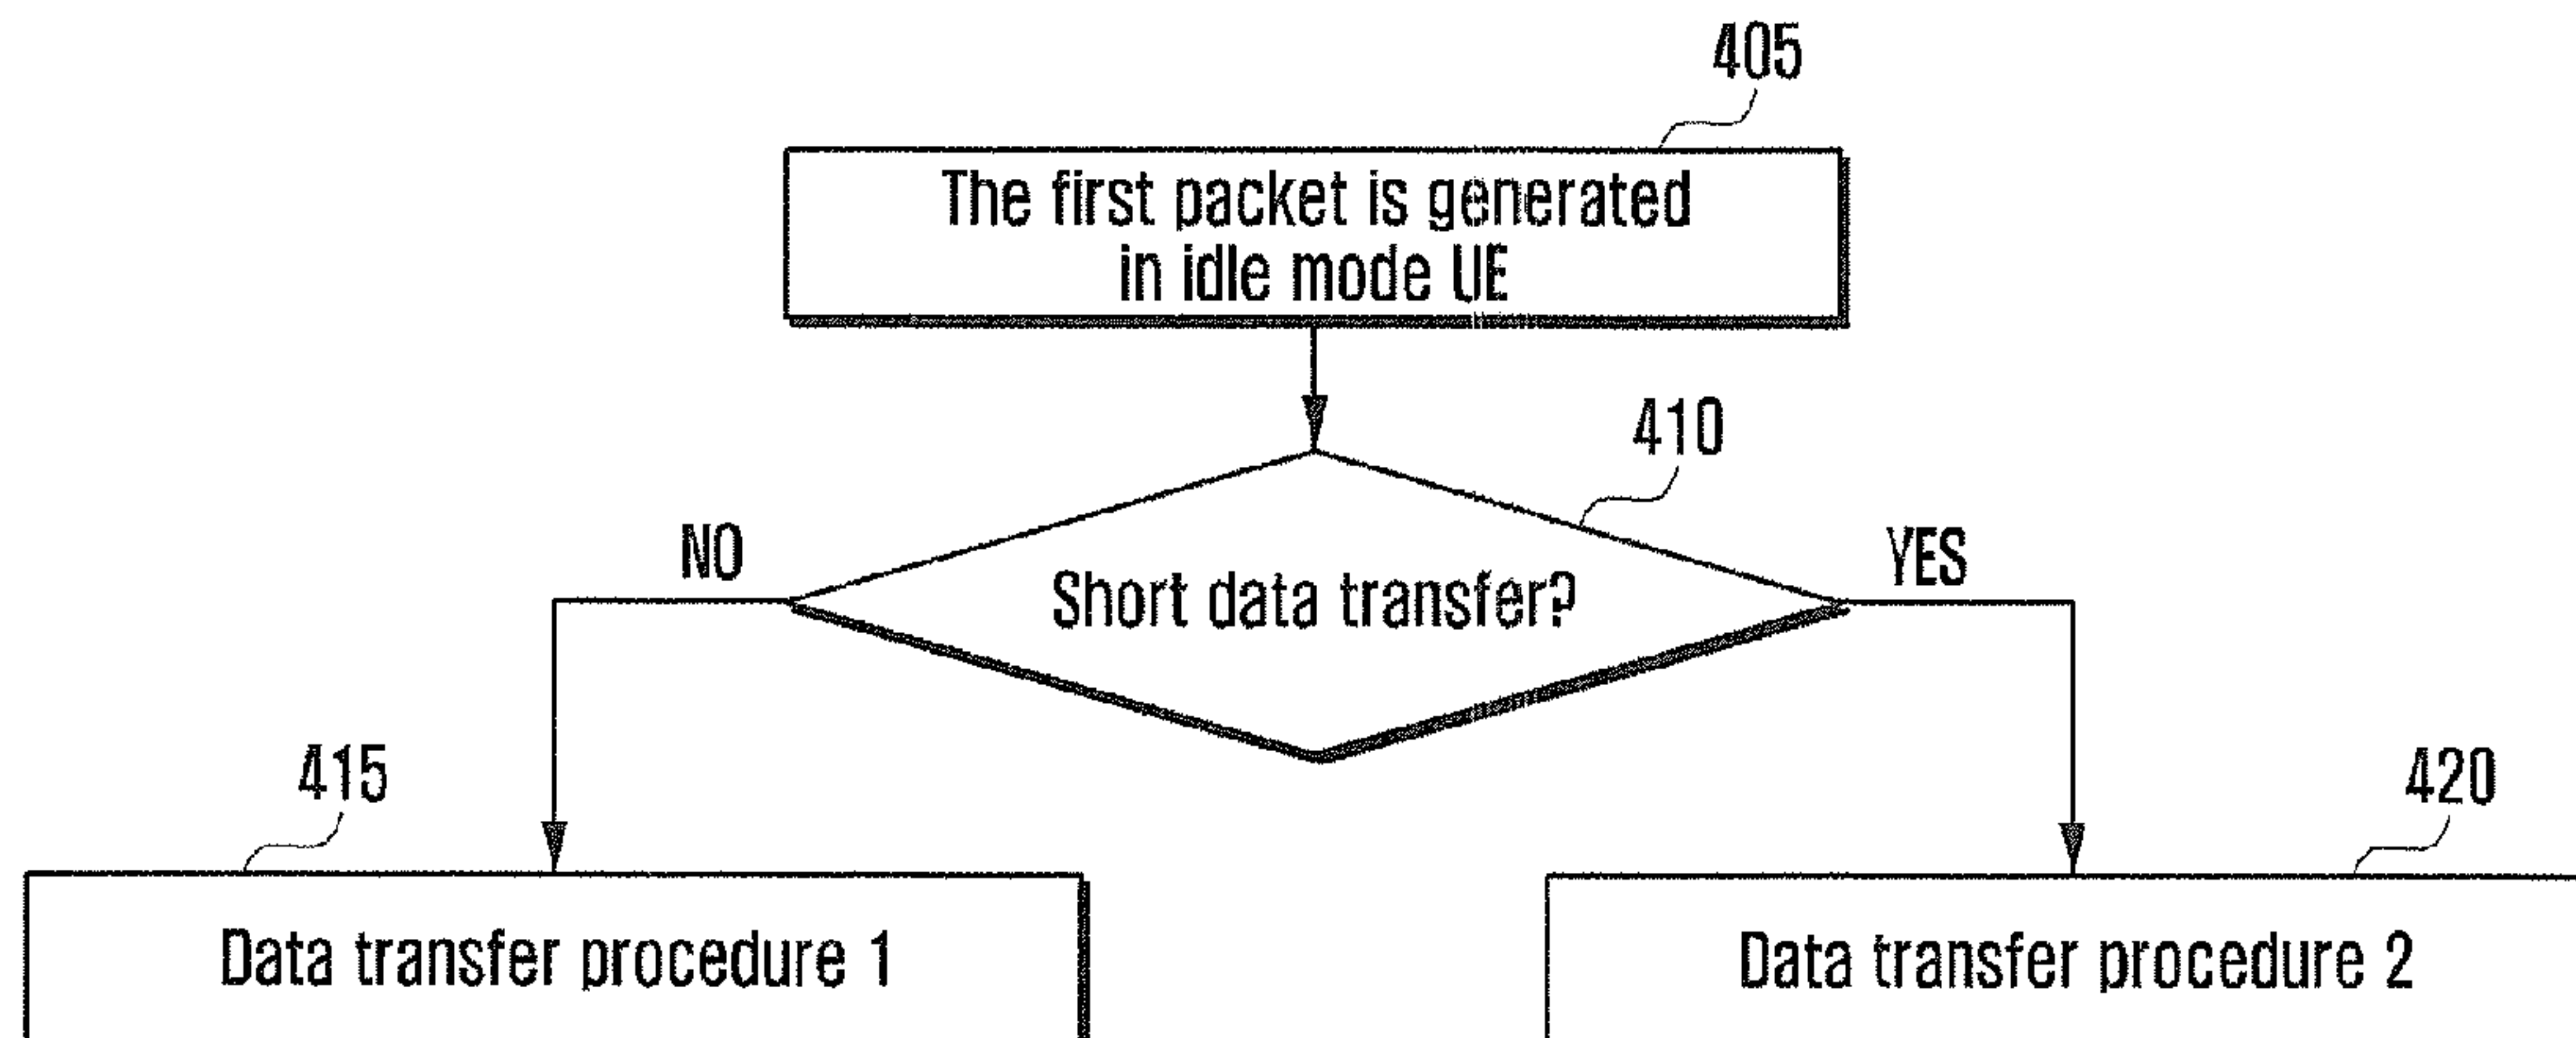 405
The first packet is generated
in idle mode UE
410
NO
YES
Short data transfer?
415
420
Data transfer procedure 1
Data transfer procedure 2